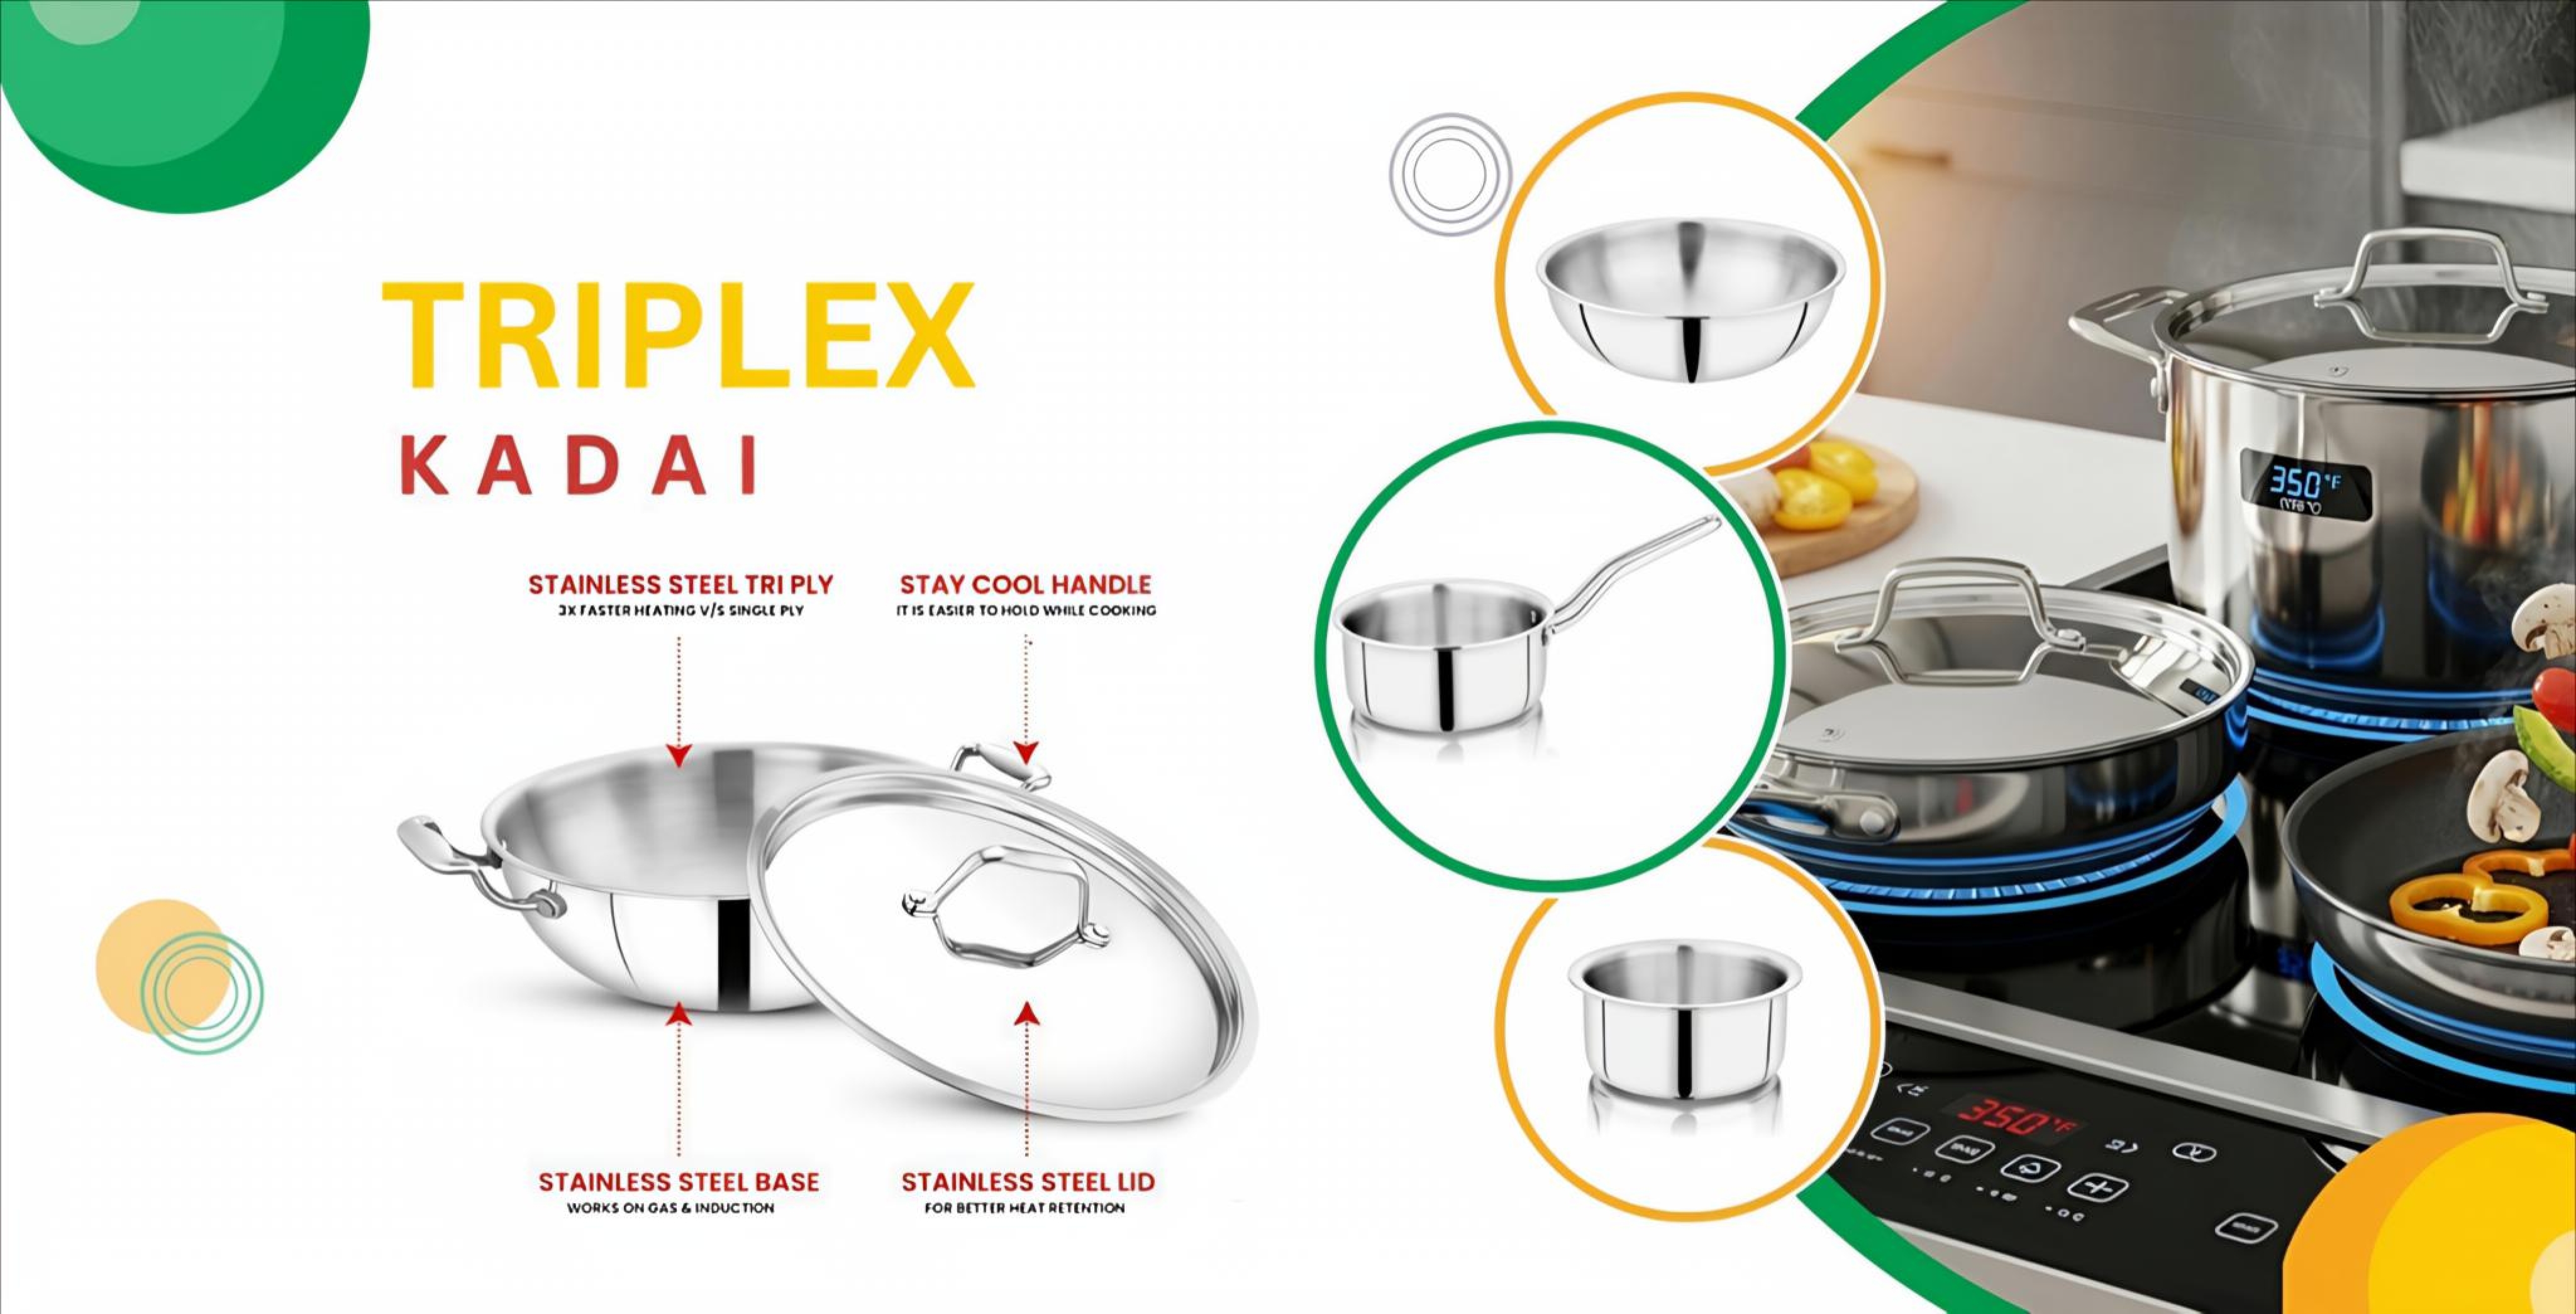 TRIPLEX
KADAI
STAINLESS STEEL TRI PLY
3X FASTER HEATING V/S SINGLE PLY
STAY COOL HANDLE
IT IS EASIER TO HOLD WHILE COOKING
STAINLESS STEEL BASE
WORKS ON GAS & INDUCTION
STAINLESS STEEL LID
FOR BETTER HEAT RETENTION
350°F
350°F